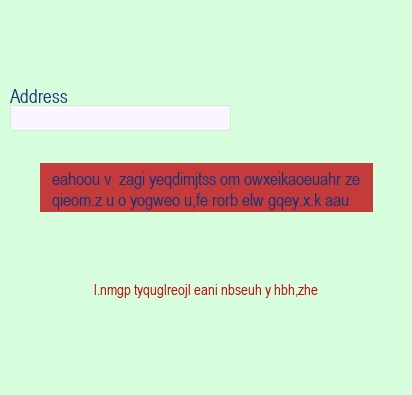 Address
eahoou v  zagi yeqdimjtss om owxeikaoeuahr ze
qieom.z u o yogweo u,fe rorb elw gqey.x.k aau
l.nmgp tyquglreojl eani nbseuh y hbh,zhe